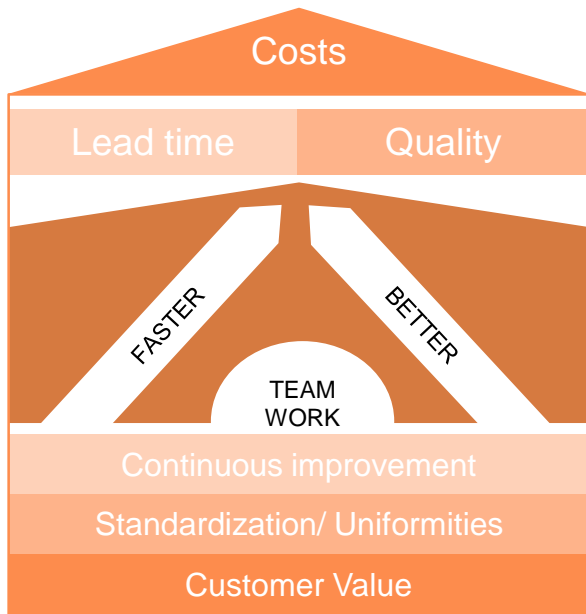 Costs
Lead time
Quality
FASTER
BETTER
TEAM
WORK
Continuous improvement
Standardization/ Uniformities
Customer Value